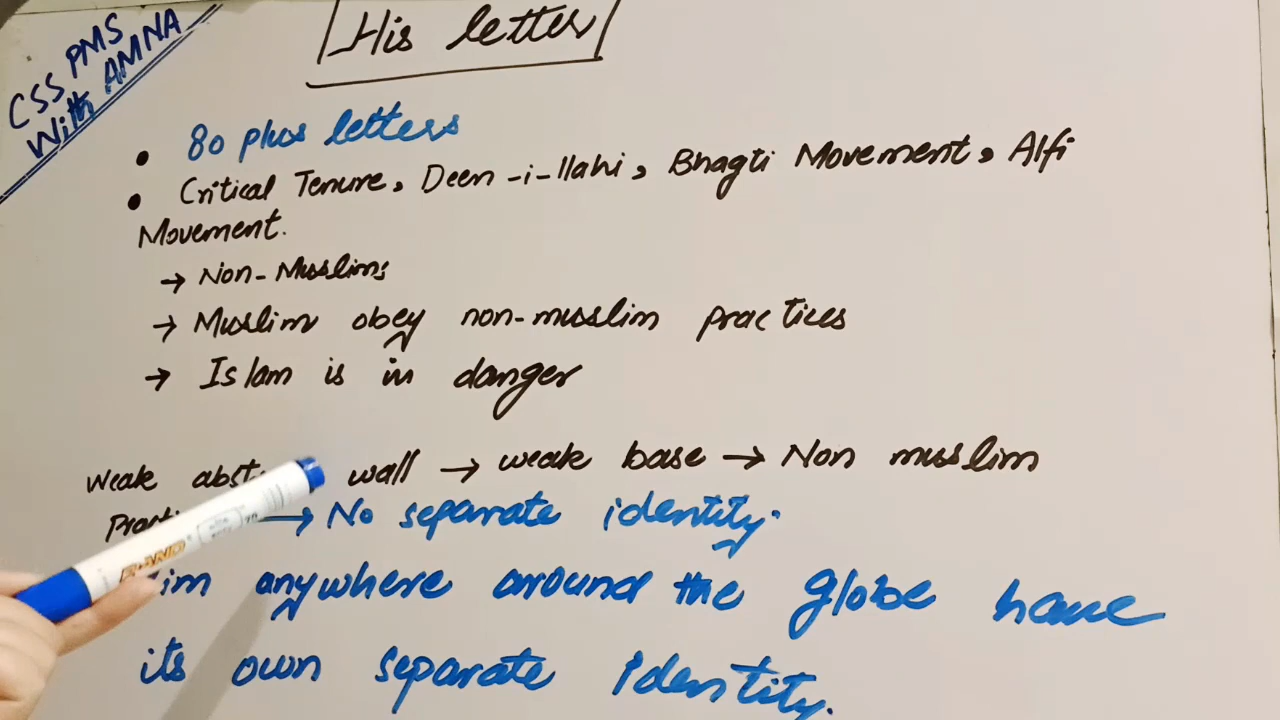 CSS PMS
With AMNA
His letter
• 80 plus letters
• Critical Tenure, Deen-i-llahi, Bhagti Movement, Alfi
Movement.
→ Non-Muslims
→ Muslim obey non-muslim practices
→ Islam is in danger
Weak wall → weak base → Non muslim
→ No separate identity.
anywhere around the globe have
its own separate identity.